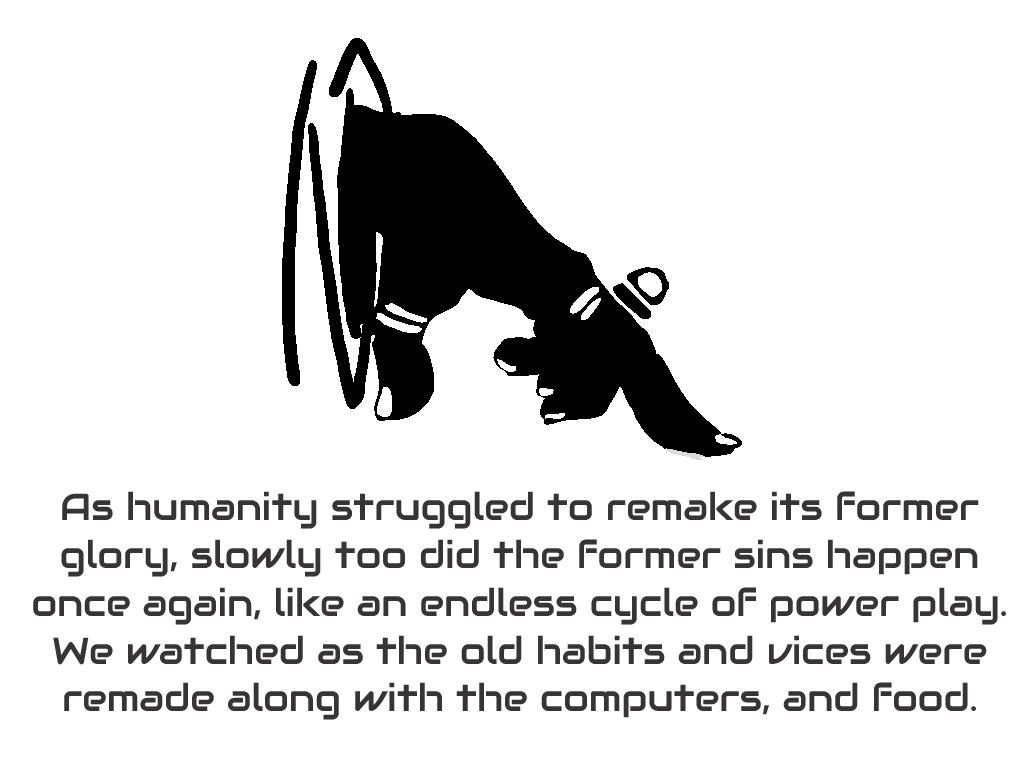 As humanity struggled to remake its former
glory, slowly too did the former sins happen
once again, like an endless cycle of power play.
We watched as the old habits and vices were
remade along with the computers, and food.